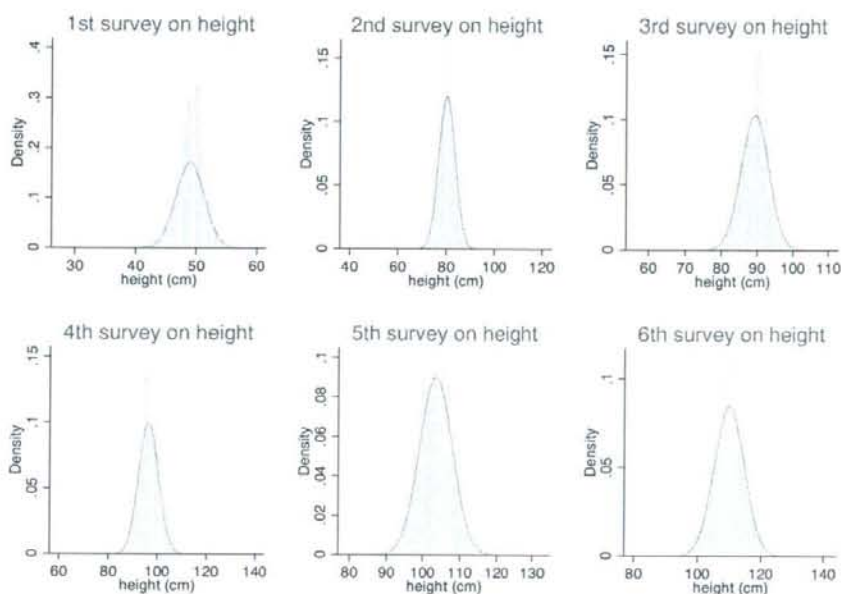 1st survey on height
2nd survey on height
3rd survey on height
Density
0 .1 .2 .3 .4
30 40 50 60
height (cm)
Density
0 .05 .1 .15
40 60 80 100 120
height (cm)
Density
0 .05 .1 .15
60 70 80 90 100 110
height (cm)
4th survey on height
5th survey on height
6th survey on height
Density
0 .05 .1 .15
60 80 100 120 140
height (cm)
Density
0 .02 .04 .06 .08 .1
80 90 100 110 120 130
height (cm)
Density
0 .05 .1
80 100 120 140
height (cm)